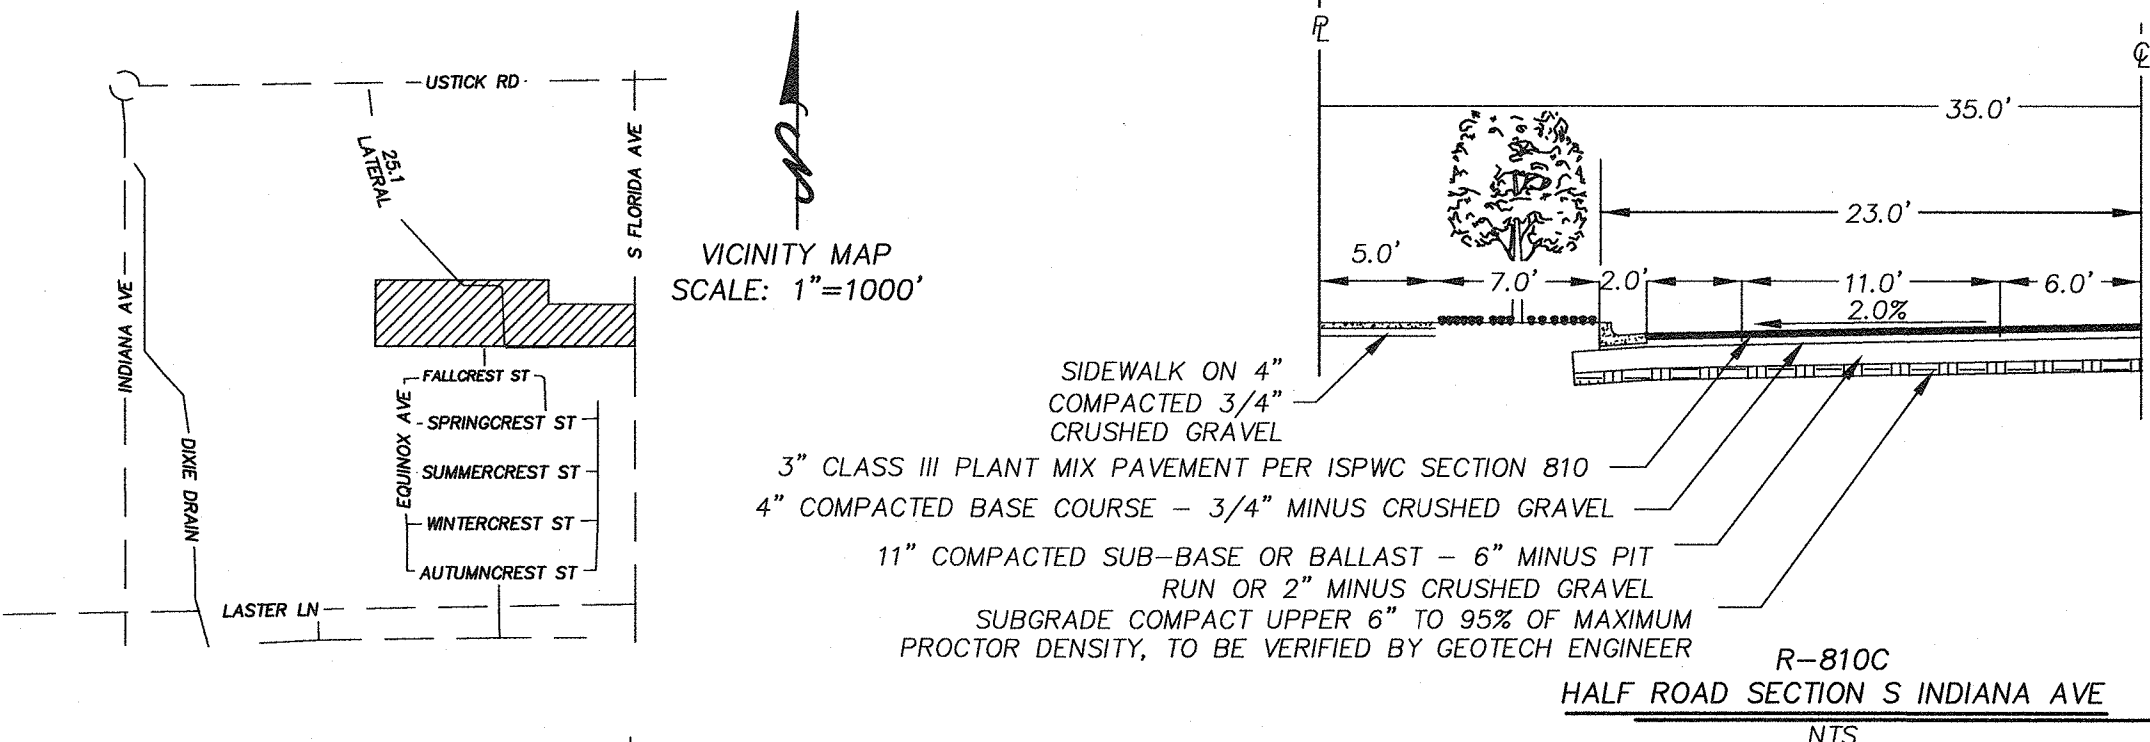 USTICK RD
25.1
LATERAL
S FLORIDA AVE
INDIANA AVE
DIXIE DRAIN
EQUINOX AVE
FALLCREST ST
SPRINGCREST ST
SUMMERCREST ST
WINTERCREST ST
AUTUMNCREST ST
LASTER LN
N
VICINITY MAP
SCALE: 1"=1000'
PL
CL
35.0'
23.0'
5.0'
7.0'
2.0'
11.0'
6.0'
2.0%
SIDEWALK ON 4"
COMPACTED 3/4"
CRUSHED GRAVEL
3" CLASS III PLANT MIX PAVEMENT PER ISPWC SECTION 810
4" COMPACTED BASE COURSE – 3/4" MINUS CRUSHED GRAVEL
11" COMPACTED SUB–BASE OR BALLAST – 6" MINUS PIT
RUN OR 2" MINUS CRUSHED GRAVEL
SUBGRADE COMPACT UPPER 6" TO 95% OF MAXIMUM
PROCTOR DENSITY, TO BE VERIFIED BY GEOTECH ENGINEER
R–810C
HALF ROAD SECTION S INDIANA AVE
NTS